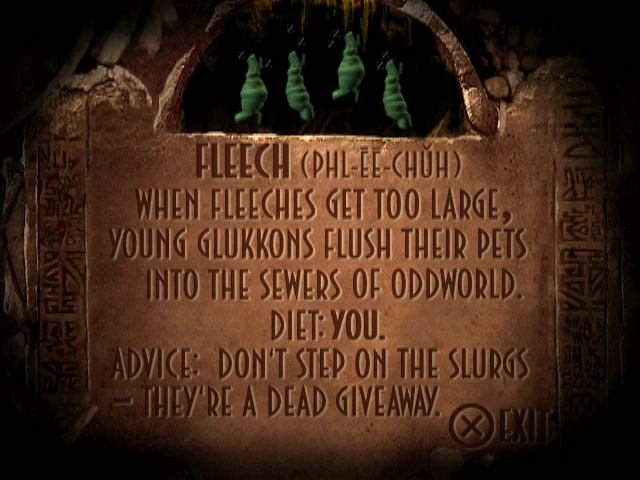 FLEECH (PHL-ĒĒ-CHŬH)
WHEN FLEECHES GET TOO LARGE,
YOUNG GLUKKONS FLUSH THEIR PETS
INTO THE SEWERS OF ODDWORLD.
DIET: YOU.
ADVICE: DON'T STEP ON THE SLURGS
– THEY'RE A DEAD GIVEAWAY.
EXIT